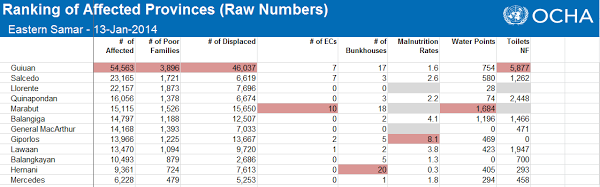 Ranking of Affected Provinces (Raw Numbers)
OCHA
Eastern Samar - 13-Jan-2014
# of Affected # of Poor Families # of Displaced # of ECs # of Bunkhouses Malnutrition Rates Water Points Toilets NF
Guiuan 54,563 3,896 46,037 7 17 1.6 754 5,877
Salcedo 23,165 1,721 6,619 7 3 2.6 580 1,262
Llorente 22,157 1,873 7,696 0 0 28
Quinapondan 16,056 1,378 6,674 0 3 2.2 74 2,448
Marabut 15,115 1,526 15,650 10 18 1,684
Balangiga 14,797 1,188 12,507 0 2 4.1 1,196 1,466
General MacArthur 14,168 1,393 7,033 0 0 0 471
Giporlos 13,966 1,225 13,667 2 5 8.1 469 0
Lawaan 13,470 1,094 9,720 1 2 3.8 423 1,947
Balangkayan 10,493 879 2,686 0 5 1.3 0 700
Hernani 9,361 724 7,613 0 20 0.3 405 293
Mercedes 6,228 479 5,253 0 1 1.8 294 458